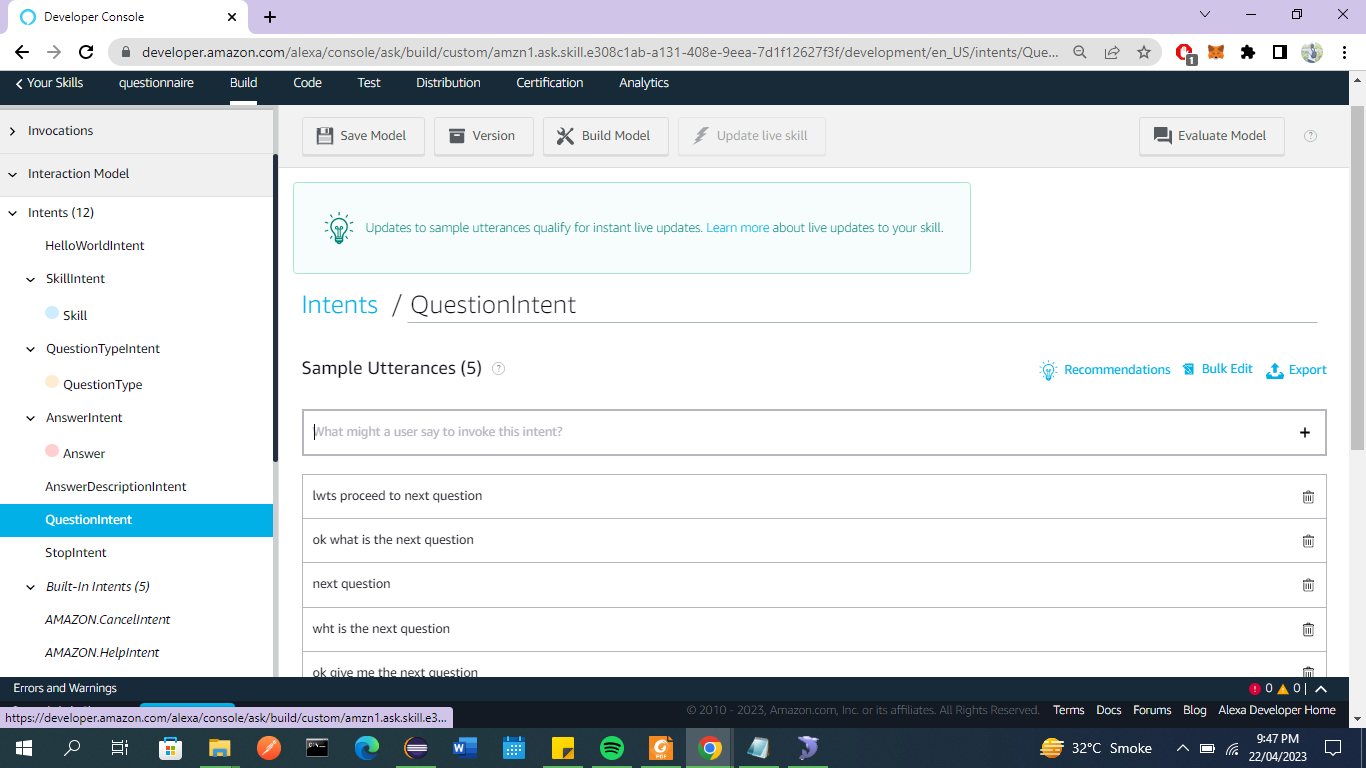 Developer Console
developer.amazon.com/alexa/console/ask/build/custom/amzn1.ask.skill.e308c1ab-a131-408e-9eea-7d1f12627f3f/development/en_US/intents/Que...
1
Your Skills questionnaire Build Code Test Distribution Certification Analytics
Invocations
Interaction Model
Intents (12)
HelloWorldIntent
SkillIntent
Skill
QuestionTypeIntent
QuestionType
AnswerIntent
Answer
AnswerDescriptionIntent
QuestionIntent
StopIntent
Built-In Intents (5)
AMAZON.CancelIntent
AMAZON.HelpIntent
Save Model Version Build Model Update live skill Evaluate Model ?
Updates to sample utterances qualify for instant live updates. Learn more about live updates to your skill.
Intents / QuestionIntent
Sample Utterances (5) ? Recommendations Bulk Edit Export
What might a user say to invoke this intent? +
lwts proceed to next question
ok what is the next question
next question
wht is the next question
ok give me the next question
Errors and Warnings 0 0 |
https://developer.amazon.com/alexa/console/ask/build/custom/amzn1.ask.skill.e3...
© 2010 - 2023, Amazon.com, Inc. or its affiliates. All Rights Reserved. Terms Docs Forums Blog Alexa Developer Home
32°C Smoke
9:47 PM
22/04/2023